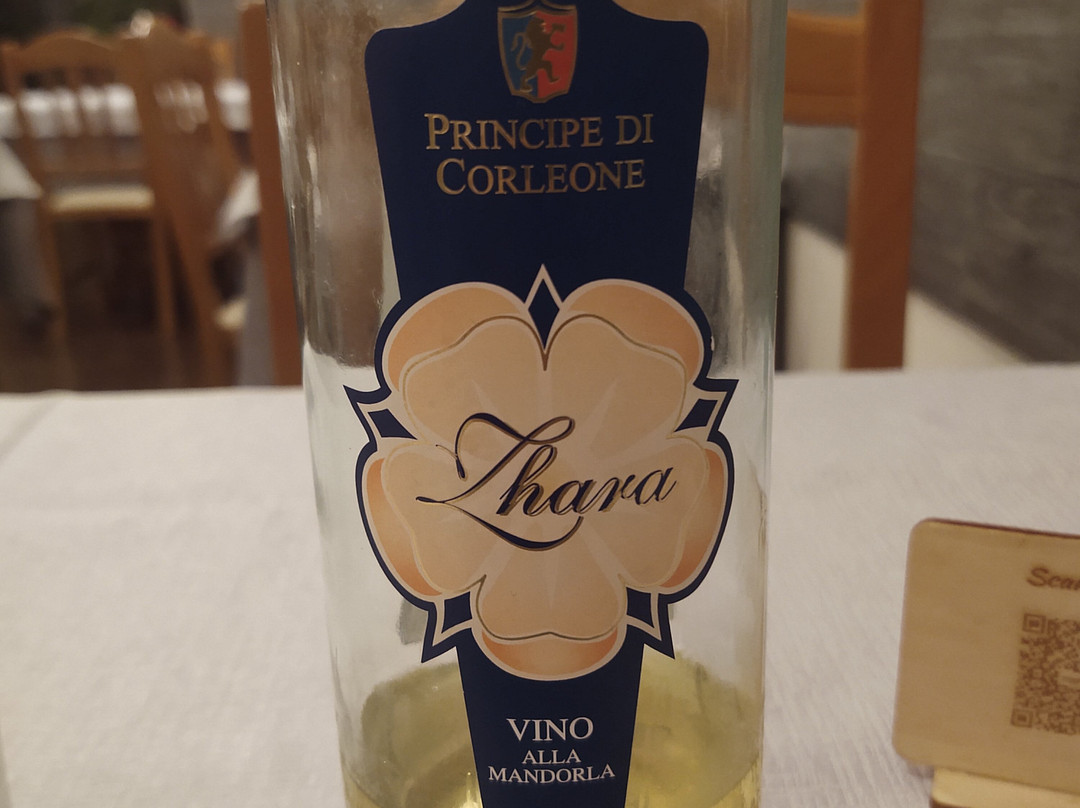 PRINCIPE DI
CORLEONE
Zhara
VINO
ALLA
MANDORLA